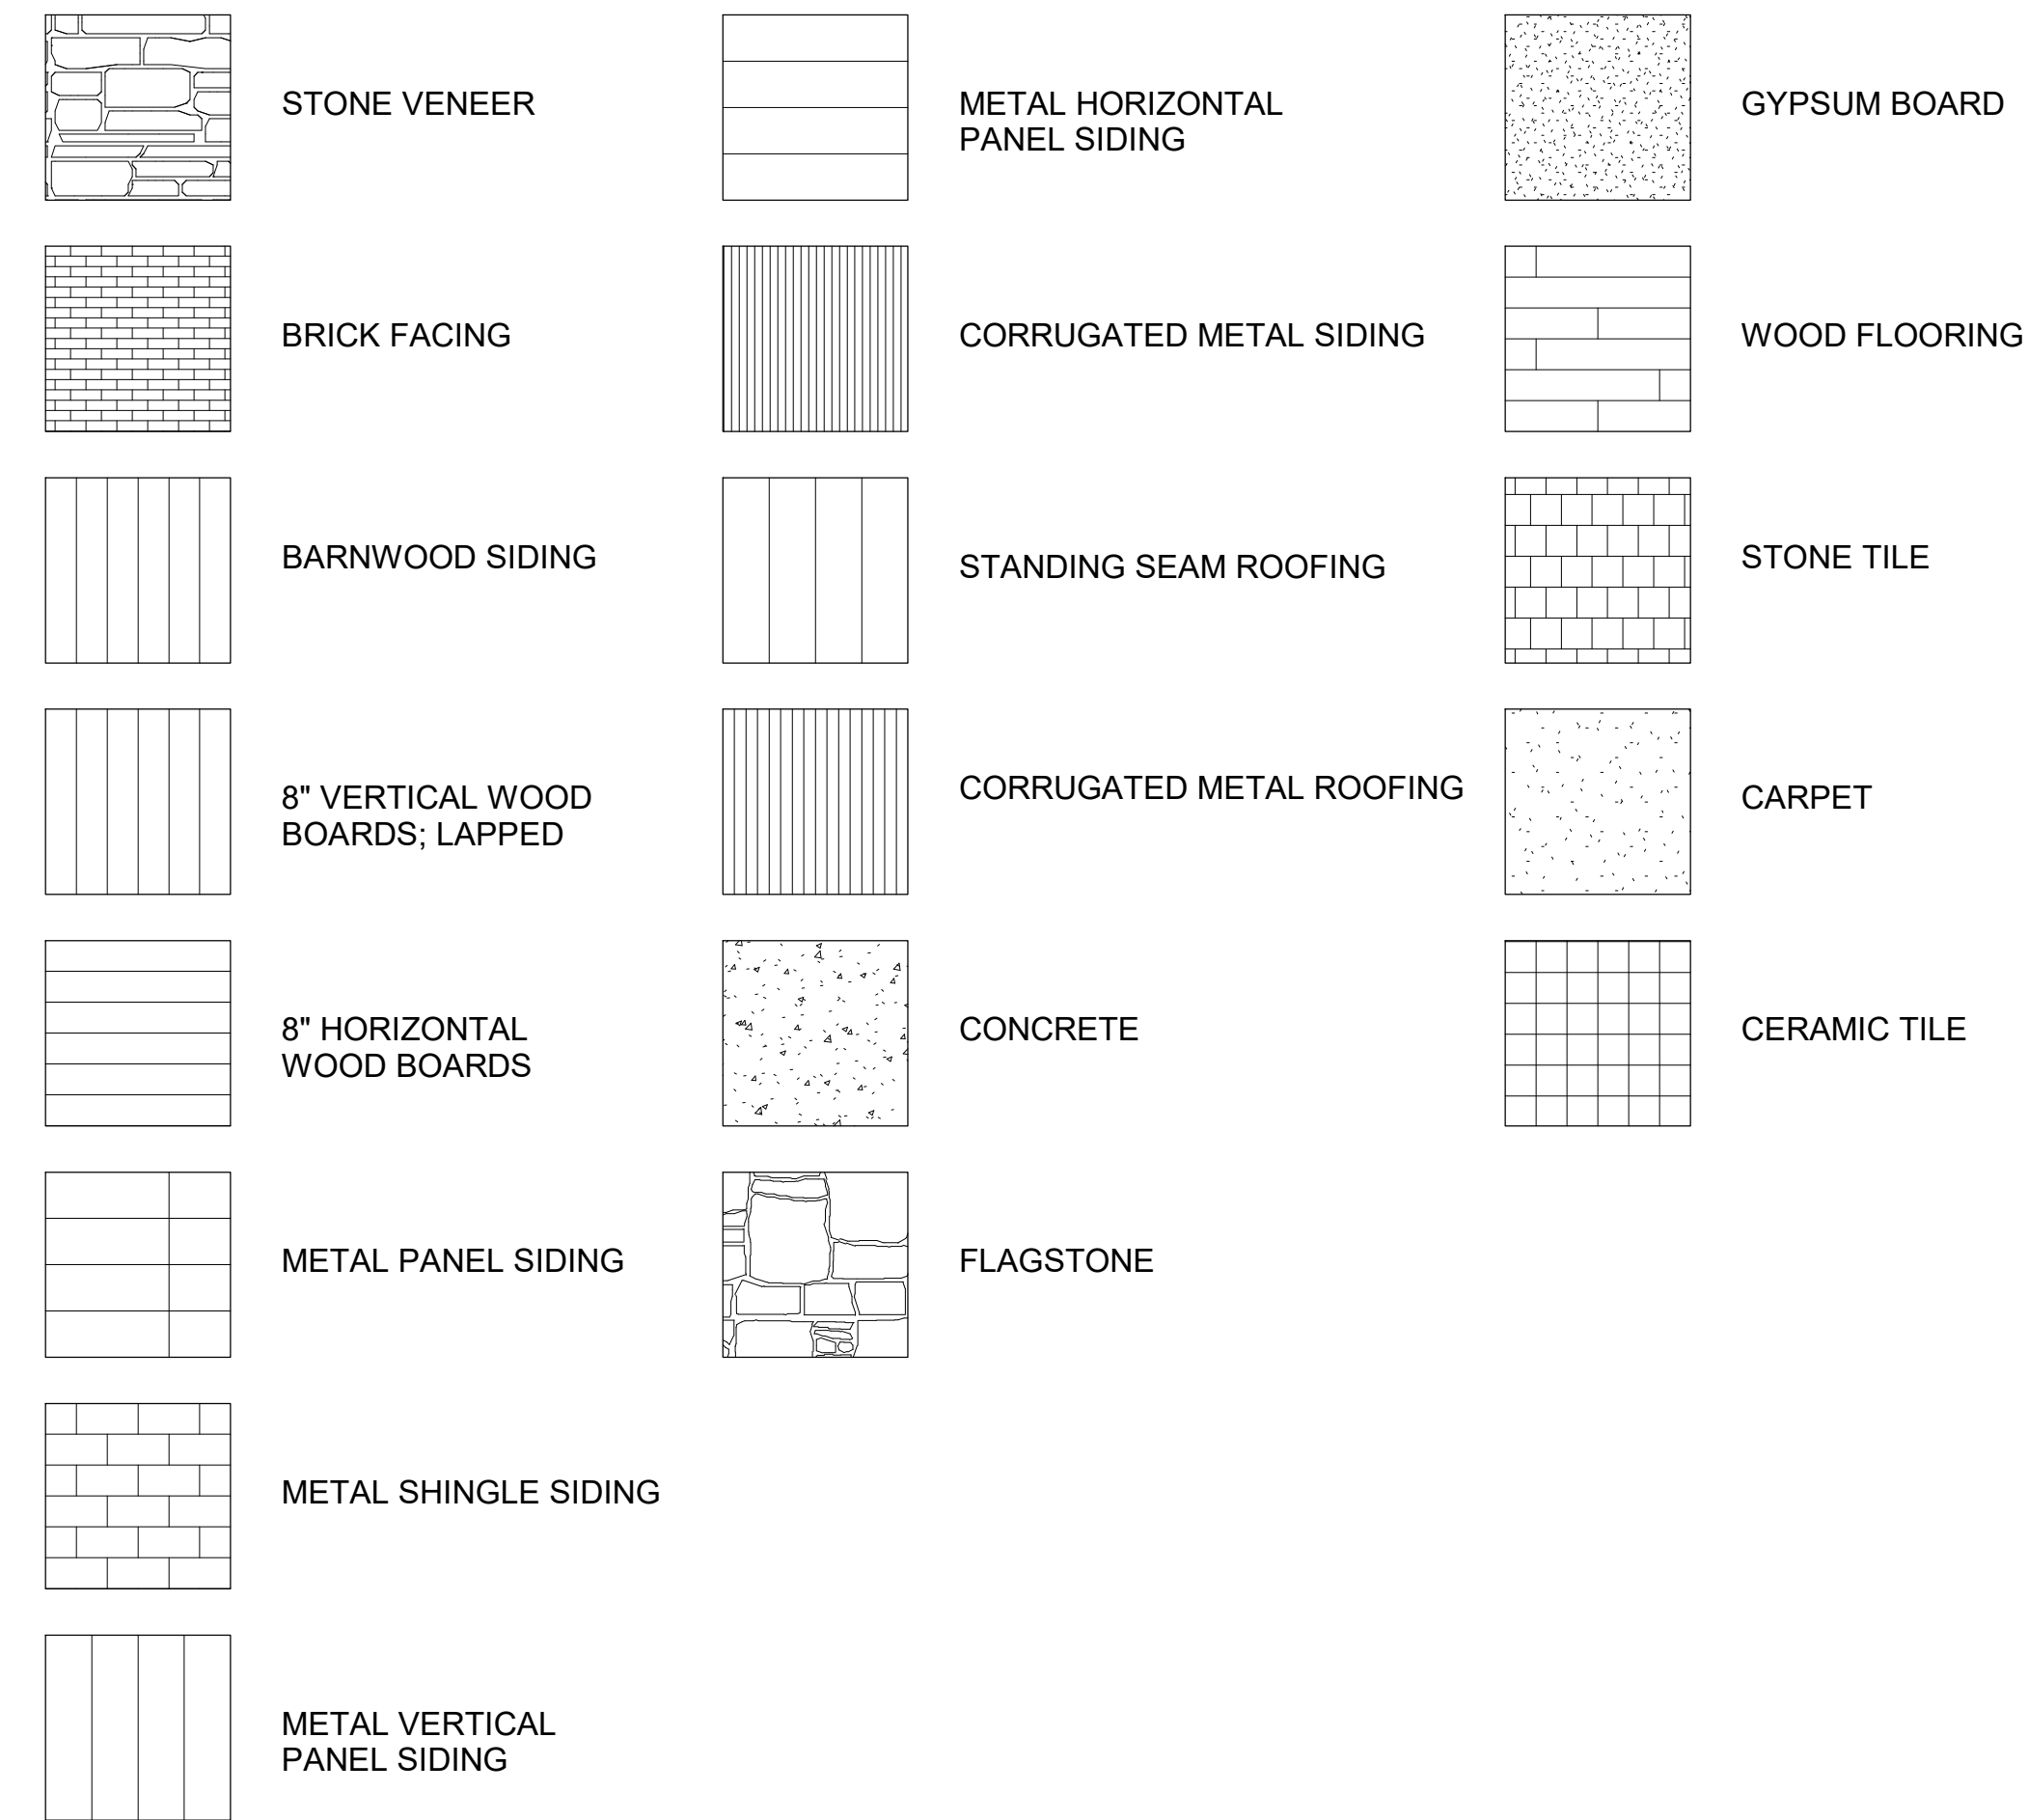 STONE VENEER
BRICK FACING
BARNWOOD SIDING
8" VERTICAL WOOD
BOARDS; LAPPED
8" HORIZONTAL
WOOD BOARDS
METAL PANEL SIDING
METAL SHINGLE SIDING
METAL VERTICAL
PANEL SIDING
METAL HORIZONTAL
PANEL SIDING
CORRUGATED METAL SIDING
STANDING SEAM ROOFING
CORRUGATED METAL ROOFING
CONCRETE
FLAGSTONE
GYPSUM BOARD
WOOD FLOORING
STONE TILE
CARPET
CERAMIC TILE